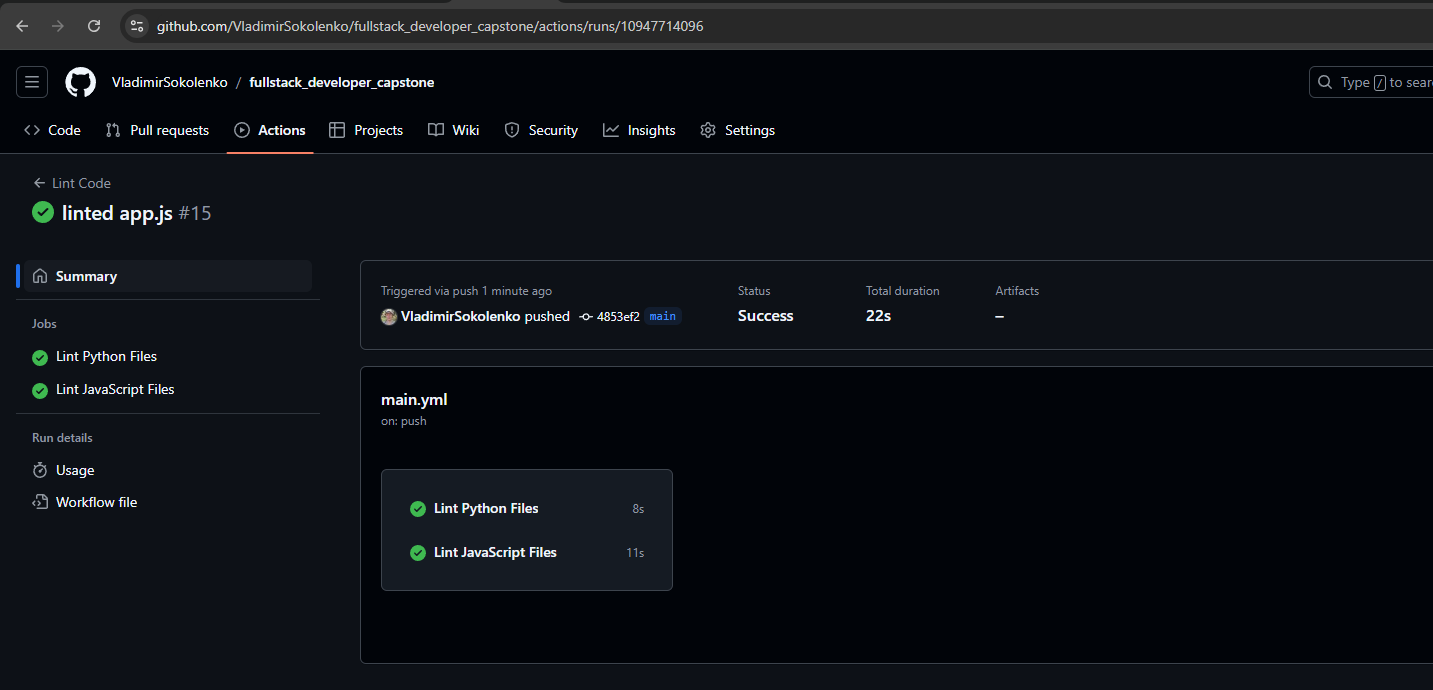 github.com/VladimirSokolenko/fullstack_developer_capstone/actions/runs/10947714096
VladimirSokolenko / fullstack_developer_capstone
Type / to sear
Code Pull requests Actions Projects Wiki Security Insights Settings
Lint Code
linted app.js #15
Summary
Jobs
Lint Python Files
Lint JavaScript Files
Run details
Usage
Workflow file
Triggered via push 1 minute ago
VladimirSokolenko pushed 4853ef2 main
Status
Success
Total duration
22s
Artifacts
–
main.yml
on: push
Lint Python Files 8s
Lint JavaScript Files 11s